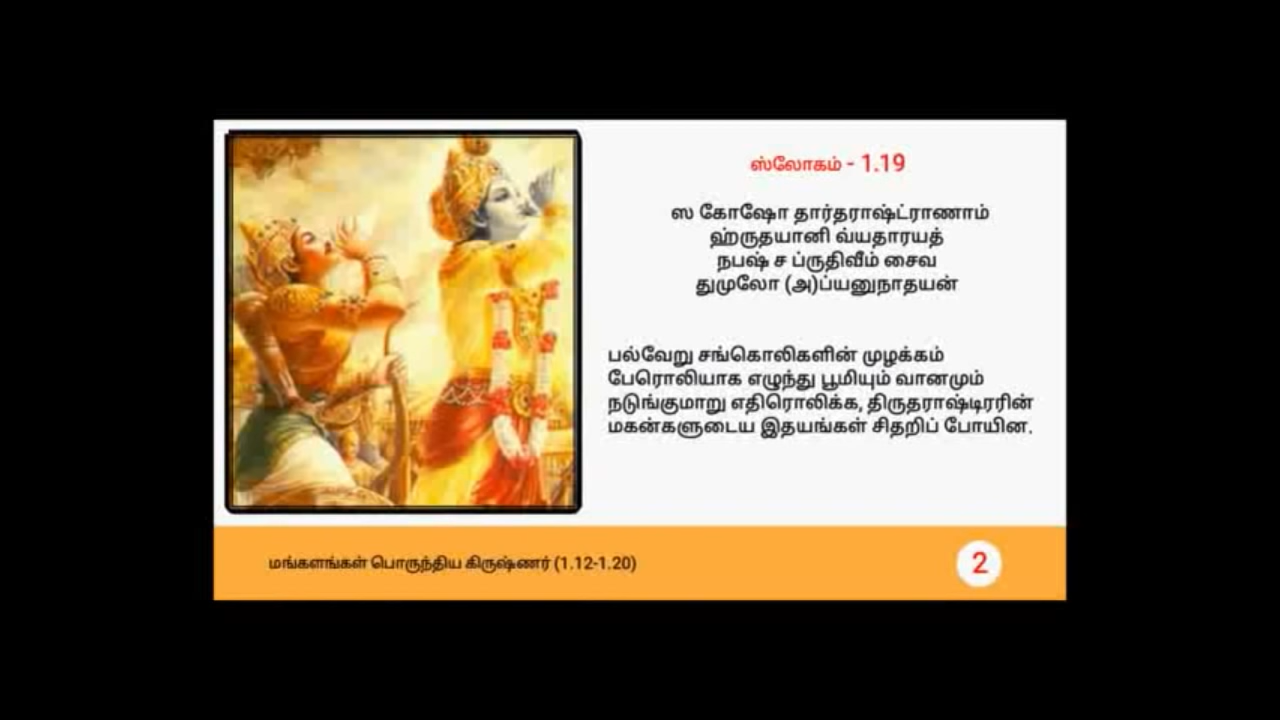 ஸ்லோகம் - 1.19
ஸ கோஷோ தார்தராஷ்ட்ராணாம்
ஹ்ருதயானி வ்யதாரயத்
நபஷ் ச ப்ருதிவீம் சைவ
துமுலோ (அ)ப்யனுநாதயன்
பல்வேறு சங்கொலிகளின் முழக்கம்
பேரொலியாக எழுந்து பூமியும் வானமும்
நடுங்குமாறு எதிரொலிக்க, திருதராஷ்டிரரின்
மகன்களுடைய இதயங்கள் சிதறிப் போயின.
மங்களங்கள் பொருந்திய கிருஷ்ணர் (1.12-1.20)
2